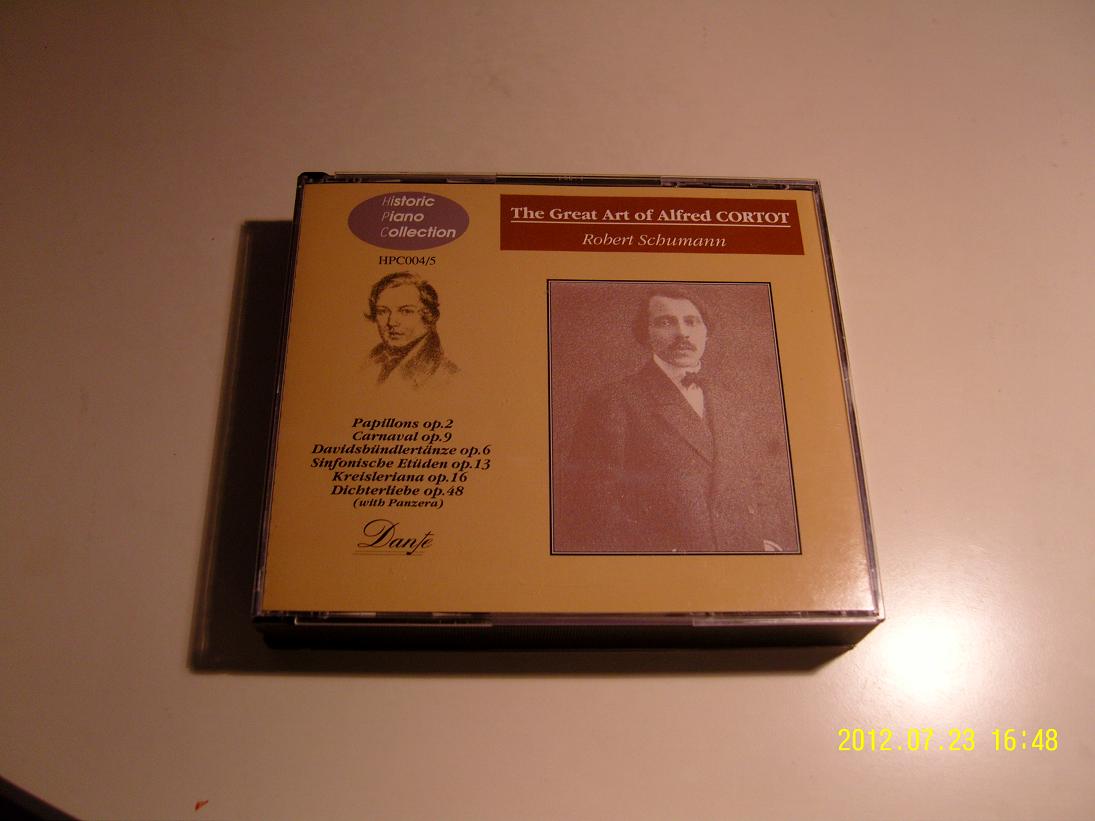 Historic
Piano
Collection
HPC004/5
The Great Art of Alfred CORTOT
Robert Schumann
Papillons op.2
Carnaval op.9
Davidsbündlertänze op.6
Sinfonische Etüden op.13
Kreisleriana op.16
Dichterliebe op.48
(with Panzera)
Dante
2012.07.23 16:48